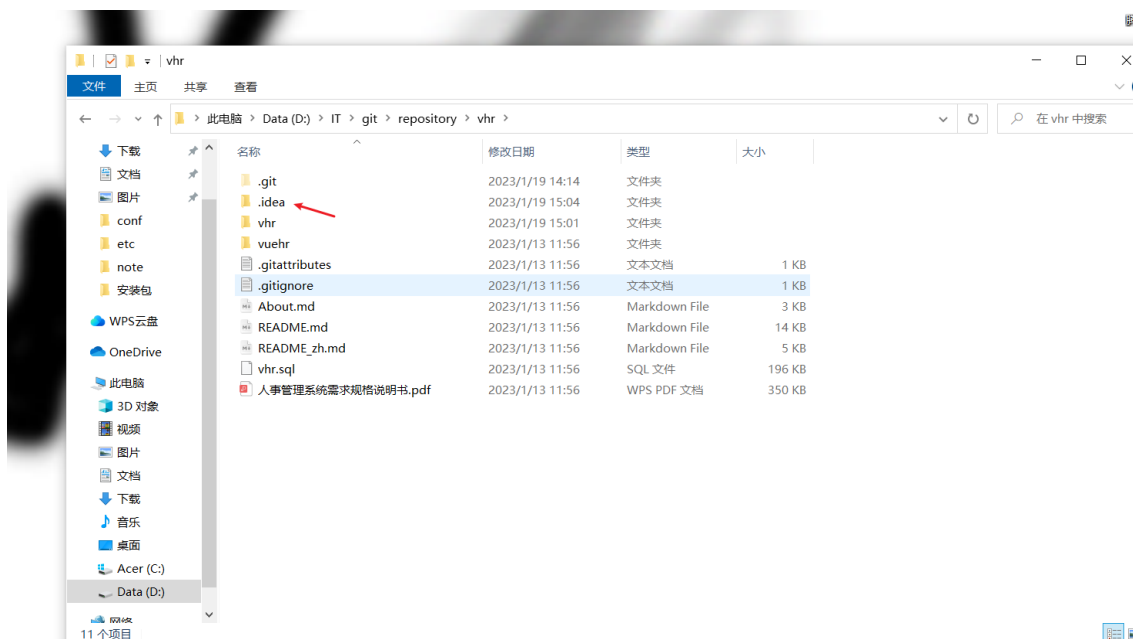 vhr
文件 主页 共享 查看
此电脑 > Data (D:) > IT > git > repository > vhr >
在 vhr 中搜索
下载
文档
图片
conf
etc
note
安装包
WPS云盘
OneDrive
此电脑
3D 对象
视频
图片
文档
下载
音乐
桌面
Acer (C:)
Data (D:)
网络
名称 修改日期 类型 大小
.git 2023/1/19 14:14 文件夹
.idea 2023/1/19 15:04 文件夹
vhr 2023/1/19 15:01 文件夹
vuehr 2023/1/13 11:56 文件夹
.gitattributes 2023/1/13 11:56 文本文档 1 KB
.gitignore 2023/1/13 11:56 文本文档 1 KB
About.md 2023/1/13 11:56 Markdown File 3 KB
README.md 2023/1/13 11:56 Markdown File 14 KB
README_zh.md 2023/1/13 11:56 Markdown File 5 KB
vhr.sql 2023/1/13 11:56 SQL 文件 196 KB
人事管理系统需求规格说明书.pdf 2023/1/13 11:56 WPS PDF 文档 350 KB
11 个项目